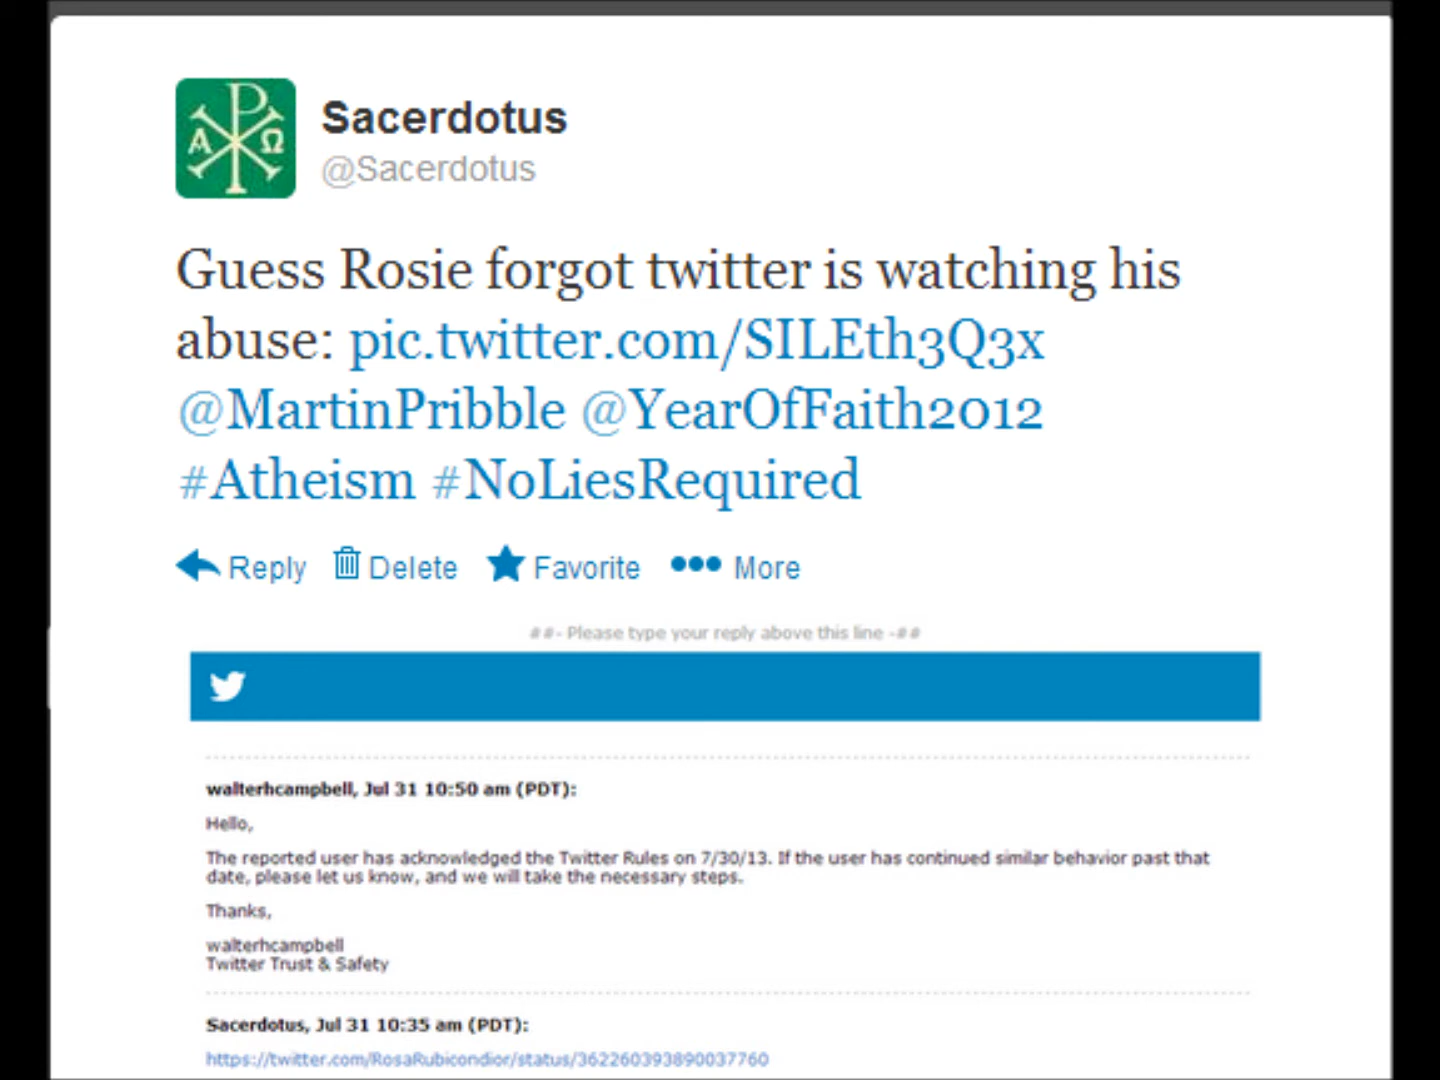 Sacerdotus
@Sacerdotus
Guess Rosie forgot twitter is watching his
abuse: pic.twitter.com/SILEth3Q3x
@MartinPribble @YearOfFaith2012
#Atheism #NoLiesRequired
Reply Delete Favorite More
##- Please type your reply above this line -##
walterhcampbell, Jul 31 10:50 am (PDT):
Hello,
The reported user has acknowledged the Twitter Rules on 7/30/13. If the user has continued similar behavior past that
date, please let us know, and we will take the necessary steps.
Thanks,
walterhcampbell
Twitter Trust & Safety
Sacerdotus, Jul 31 10:35 am (PDT):
https://twitter.com/RosaRubicondior/status/362260393890037760